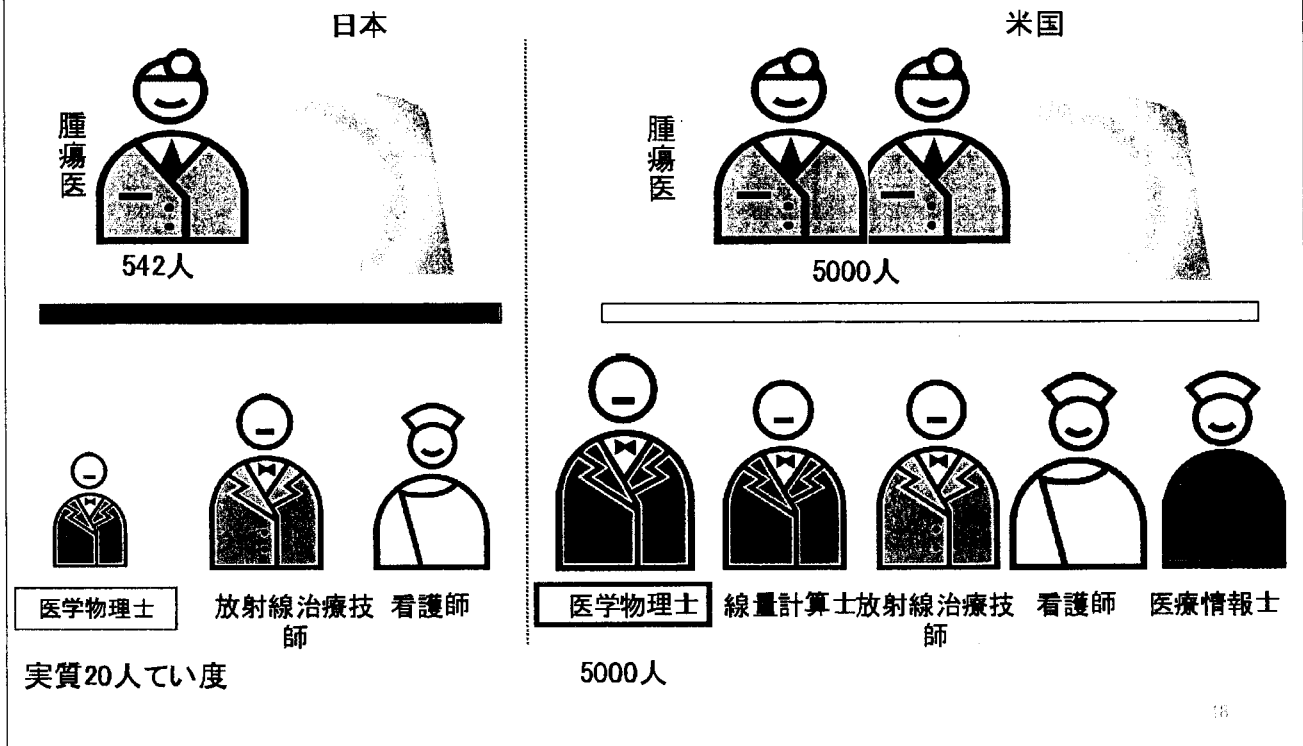 日本
米国
腫瘍医
542人
腫瘍医
5000人
医学物理士
放射線治療技
師
看護師
実質20人てい度
医学物理士
線量計算士
放射線治療技
師
看護師
医療情報士
5000人
18